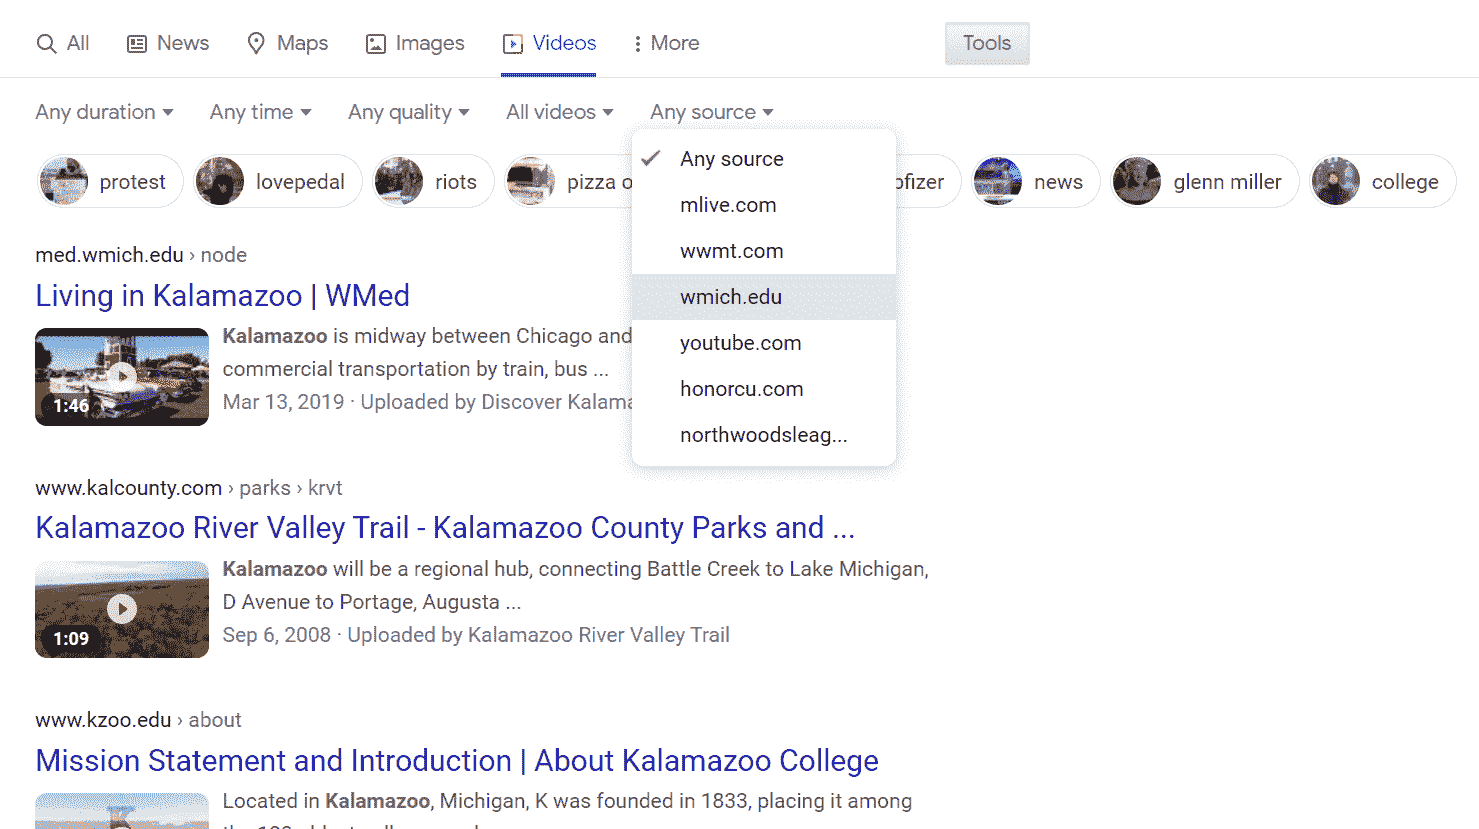 All News Maps Images Videos More Tools
Any duration Any time Any quality All videos Any source
Any source
mlive.com
wwmt.com
wmich.edu
youtube.com
honorcu.com
northwoodsleag...
protest lovepedal riots pizza pfizer news glenn miller college
med.wmich.edu › node
Living in Kalamazoo | WMed
Kalamazoo is midway between Chicago and
commercial transportation by train, bus ...
1:46
Mar 13, 2019 · Uploaded by Discover
www.kalcounty.com › parks › krvt
Kalamazoo River Valley Trail - Kalamazoo County Parks and ...
Kalamazoo will be a regional hub, connecting Battle Creek to Lake Michigan,
D Avenue to Portage, Augusta ...
1:09
Sep 6, 2008 · Uploaded by Kalamazoo River Valley Trail
www.kzoo.edu › about
Mission Statement and Introduction | About Kalamazoo College
Located in Kalamazoo, Michigan, K was founded in 1833, placing it among